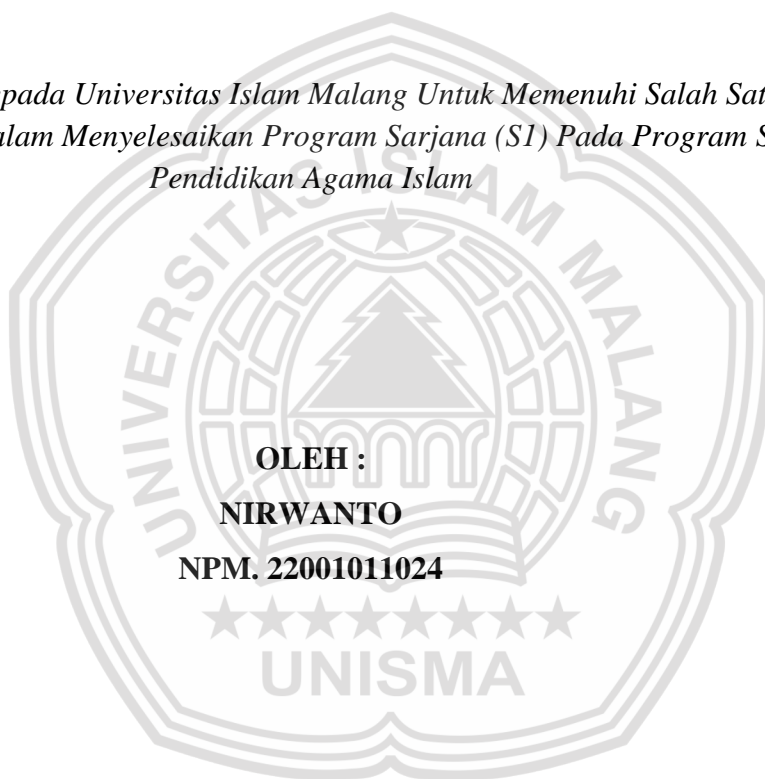 pada Universitas Islam Malang Untuk Memenuhi Salah Sat
alam Menyelesaikan Program Sarjana (S1) Pada Program S
Pendidikan Agama Islam
UNIVERSITAS ISLAM MALANG
OLEH :
NIRWANTO
NPM. 22001011024
UNISMA